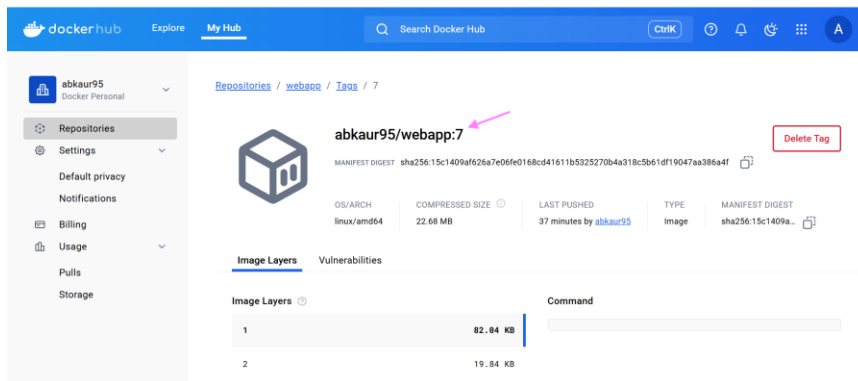 dockerhub Explore My Hub Search Docker Hub CtrlK A
abkaur95
Docker Personal
Repositories
Settings
Default privacy
Notifications
Billing
Usage
Pulls
Storage
Repositories / webapp / Tags / 7
abkaur95/webapp:7
Delete Tag
MANIFEST DIGEST sha256:15c1409af626a7e06fe0168cd41611b5325270b4a318c5b61df19047aa386a4f
OS/ARCH COMPRESSED SIZE LAST PUSHED TYPE MANIFEST DIGEST
linux/amd64 22.68 MB 37 minutes by abkaur95 Image sha256:15c1409a...
Image Layers Vulnerabilities
Image Layers Command
1 82.04 KB
2 19.84 KB